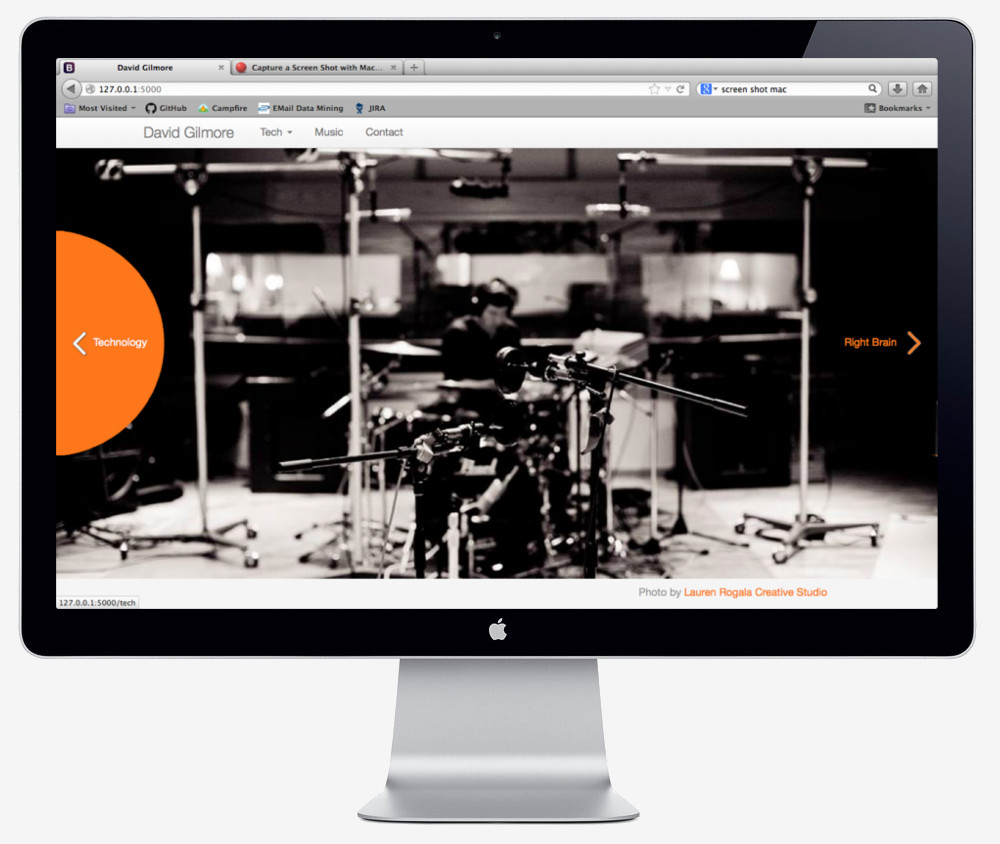 David Gilmore
Capture a Screen Shot with Mac...
127.0.0.1:5000
screen shot mac
Most Visited
GitHub
Campfire
EMail Data Mining
JIRA
Bookmarks
David Gilmore
Tech
Music
Contact
Technology
Right Brain
Photo by Lauren Rogala Creative Studio
127.0.0.1:5000/tech